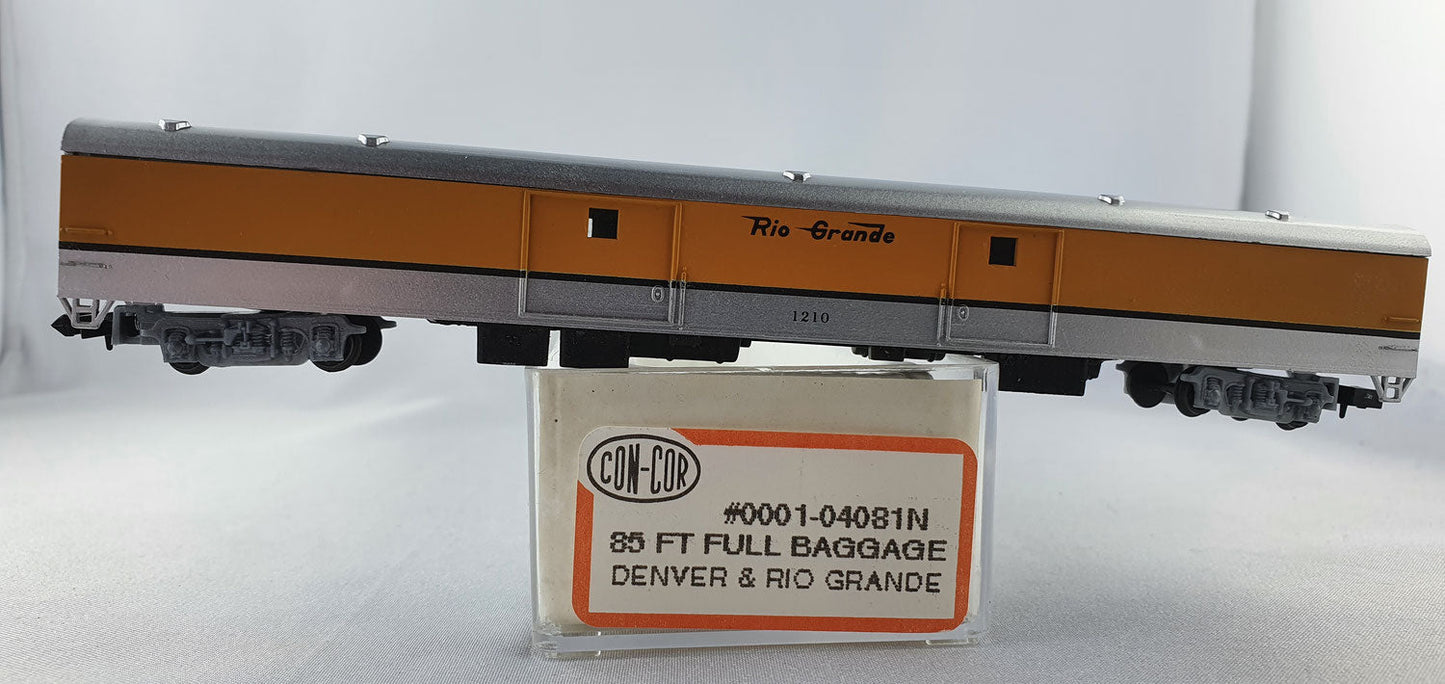 Rio Grande
1210
CON-COR
#0001-04081N
85 FT FULL BAGGAGE
DENVER & RIO GRANDE